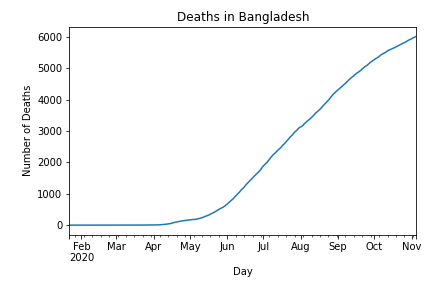 Deaths in Bangladesh
Number of Deaths
6000
5000
4000
3000
2000
1000
0
Feb Mar Apr May Jun Jul Aug Sep Oct Nov
2020
Day